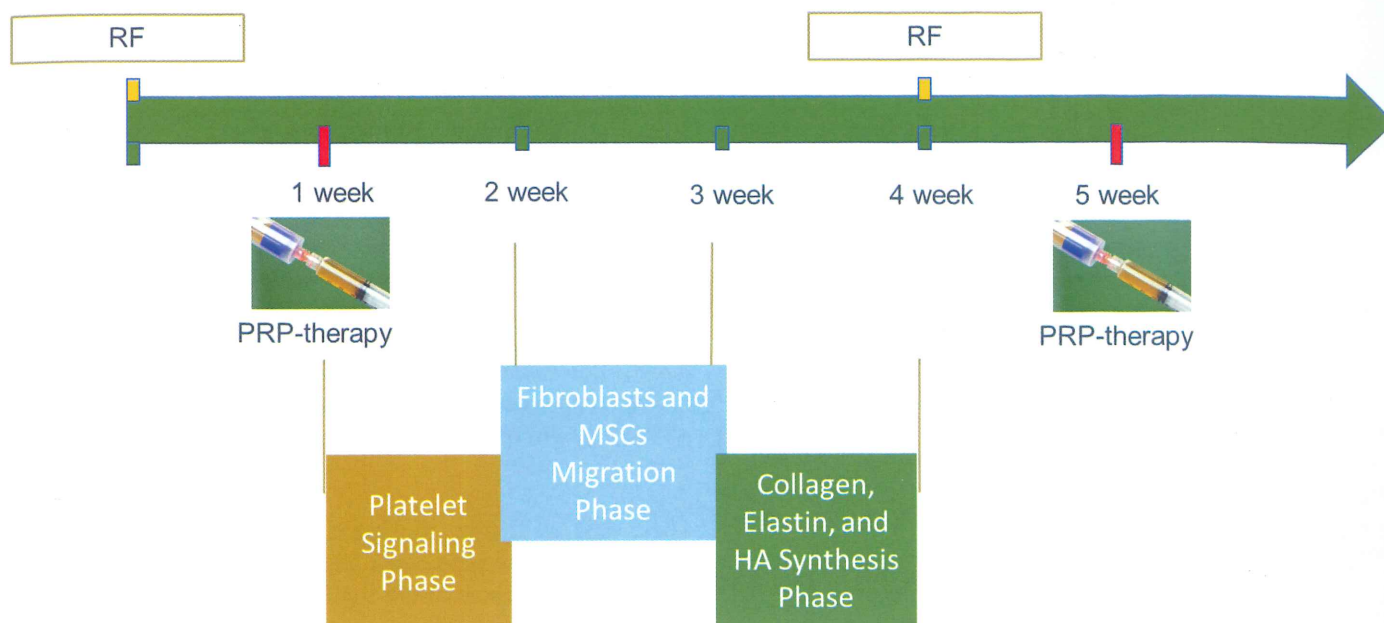 RF
RF
1 week
2 week
3 week
4 week
5 week
PRP-therapy
PRP-therapy
Fibroblasts and
MSCs
Migration
Phase
Platelet
Signaling
Phase
Collagen,
Elastin, and
HA Synthesis
Phase